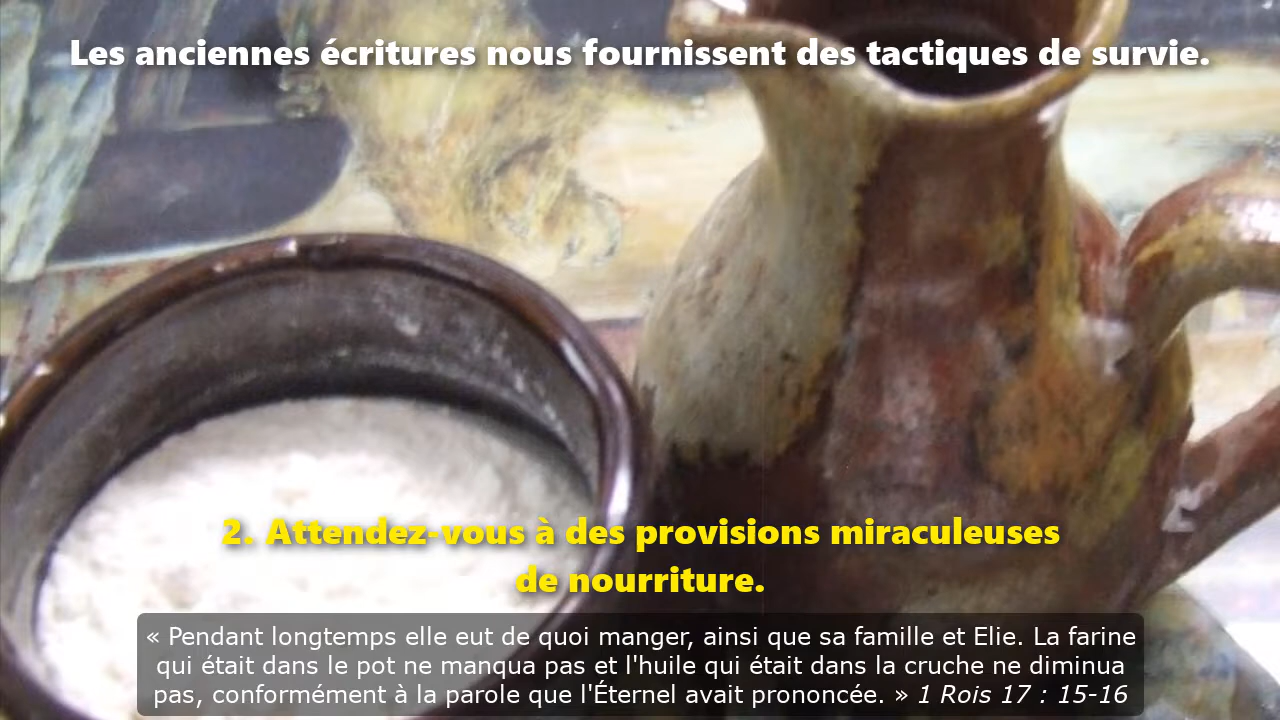 Les anciennes écritures nous fournissent des tactiques de survie.
2. Attendez-vous à des provisions miraculeuses
de nourriture.
« Pendant longtemps elle eut de quoi manger, ainsi que sa famille et Elie. La farine
qui était dans le pot ne manqua pas et l'huile qui était dans la cruche ne diminua
pas, conformément à la parole que l'Éternel avait prononcée. » 1 Rois 17 : 15-16